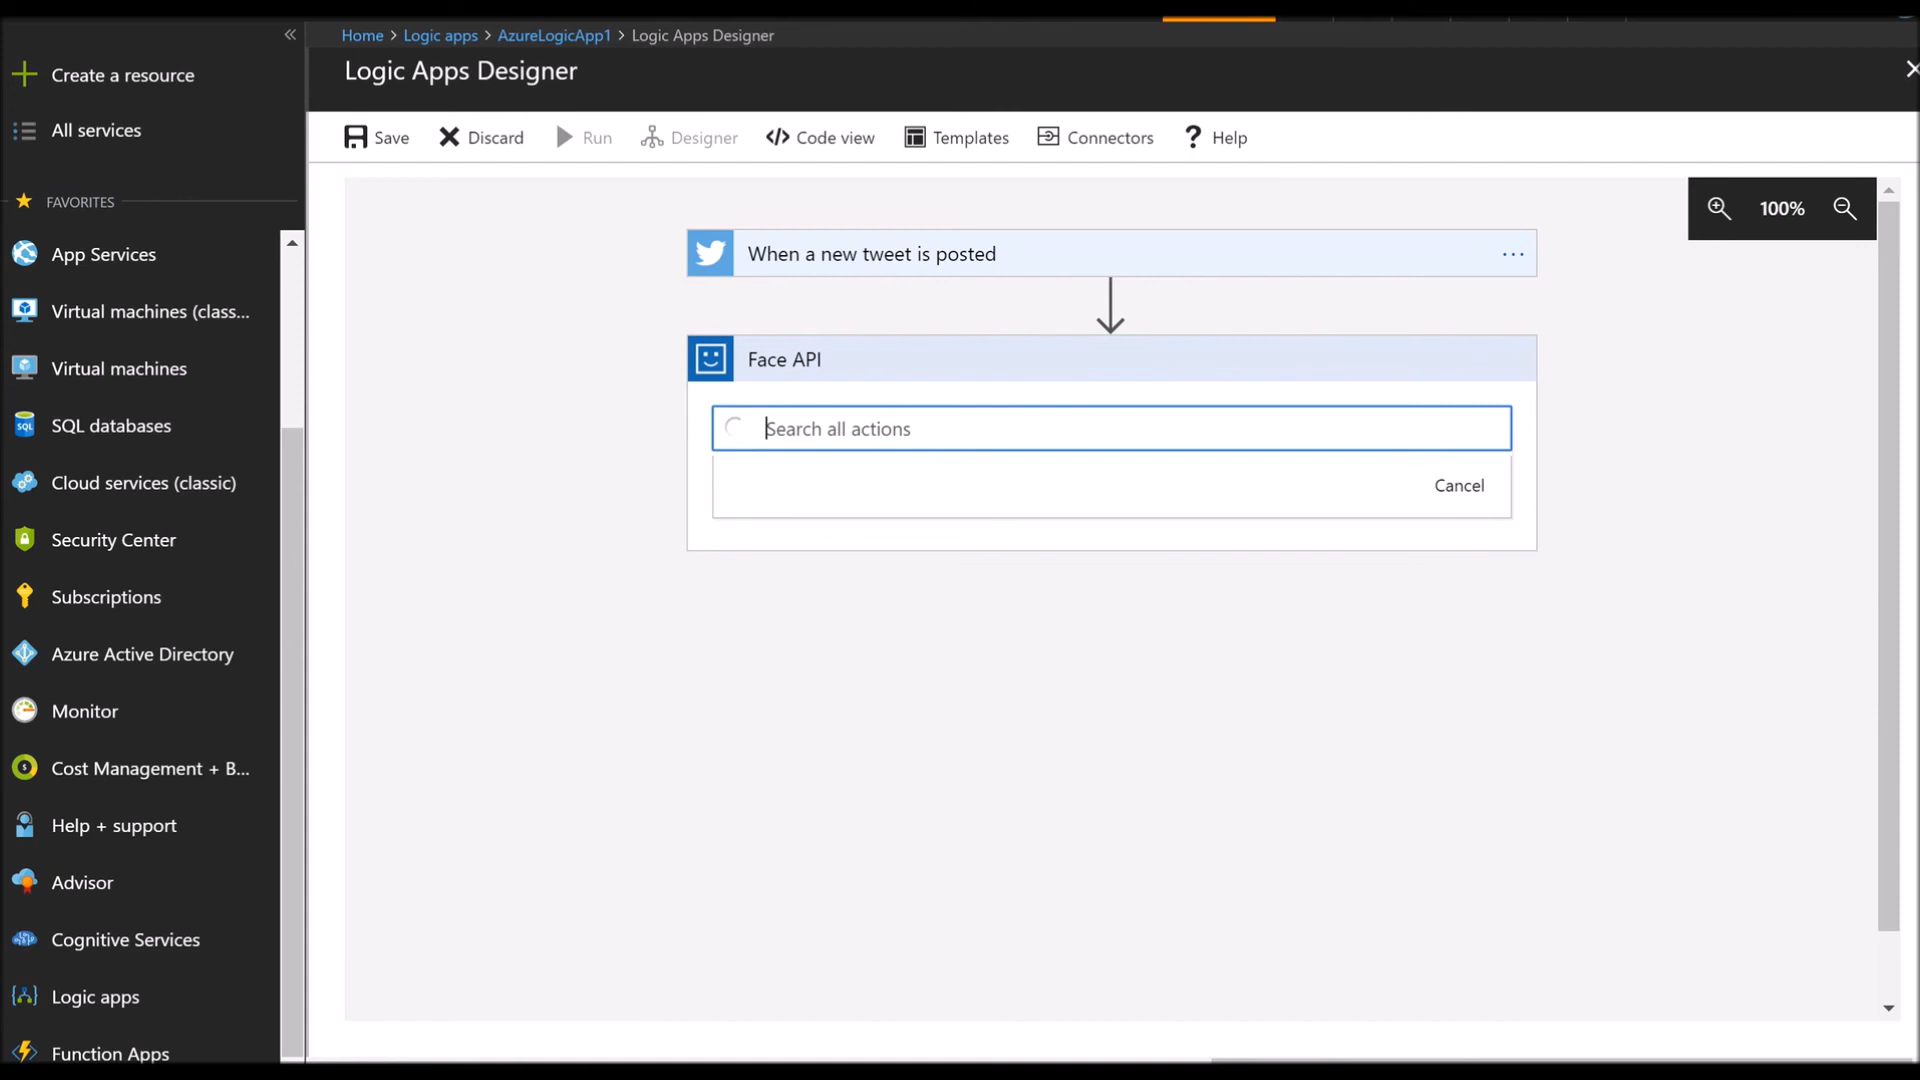 Home > Logic apps > AzureLogicApp1 > Logic Apps Designer
Logic Apps Designer
Create a resource
All services
FAVORITES
App Services
Virtual machines (class...
Virtual machines
SQL databases
Cloud services (classic)
Security Center
Subscriptions
Azure Active Directory
Monitor
Cost Management + B...
Help + support
Advisor
Cognitive Services
Logic apps
Function Apps
Save Discard Run Designer Code view Templates Connectors Help
100%
When a new tweet is posted
Face API
Search all actions
Cancel